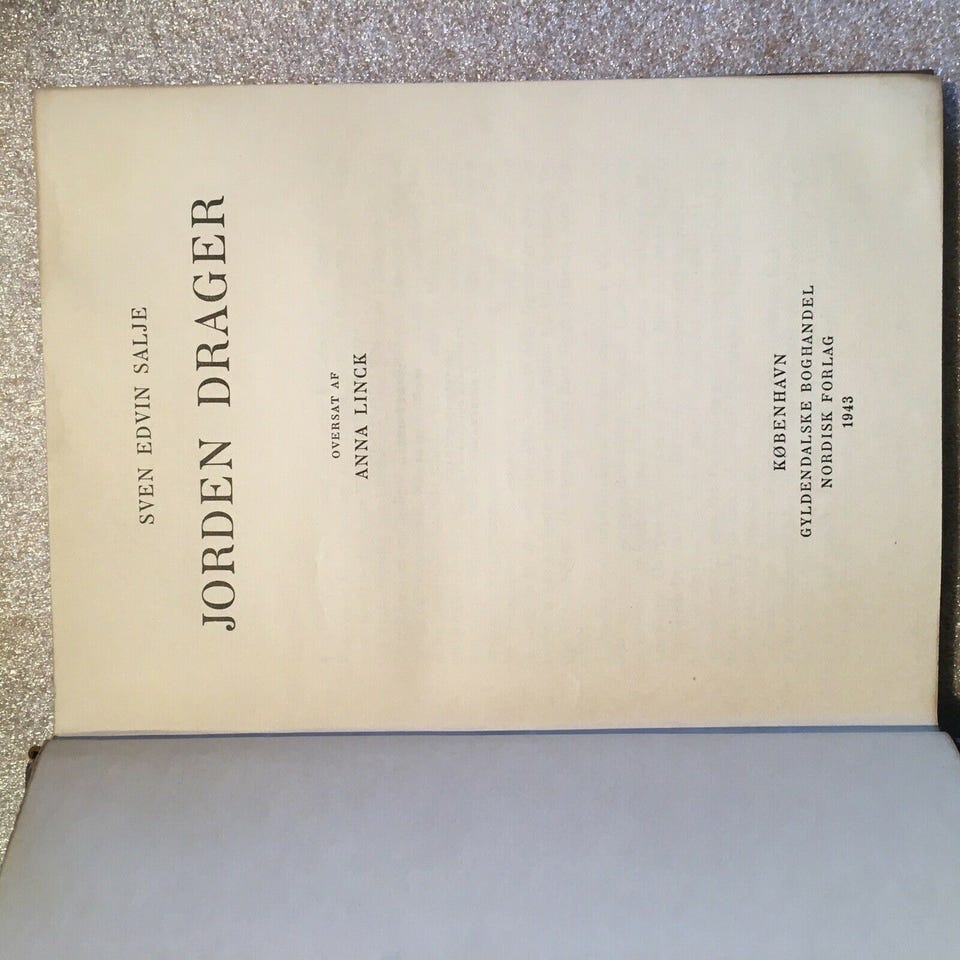 SVEN EDVIN SALJE
JORDEN DRAGER
OVERSAT AF
ANNA LINCK
KØBENHAVN
GYLDENDALSKE BOGHANDEL
NORDISK FORLAG
1943